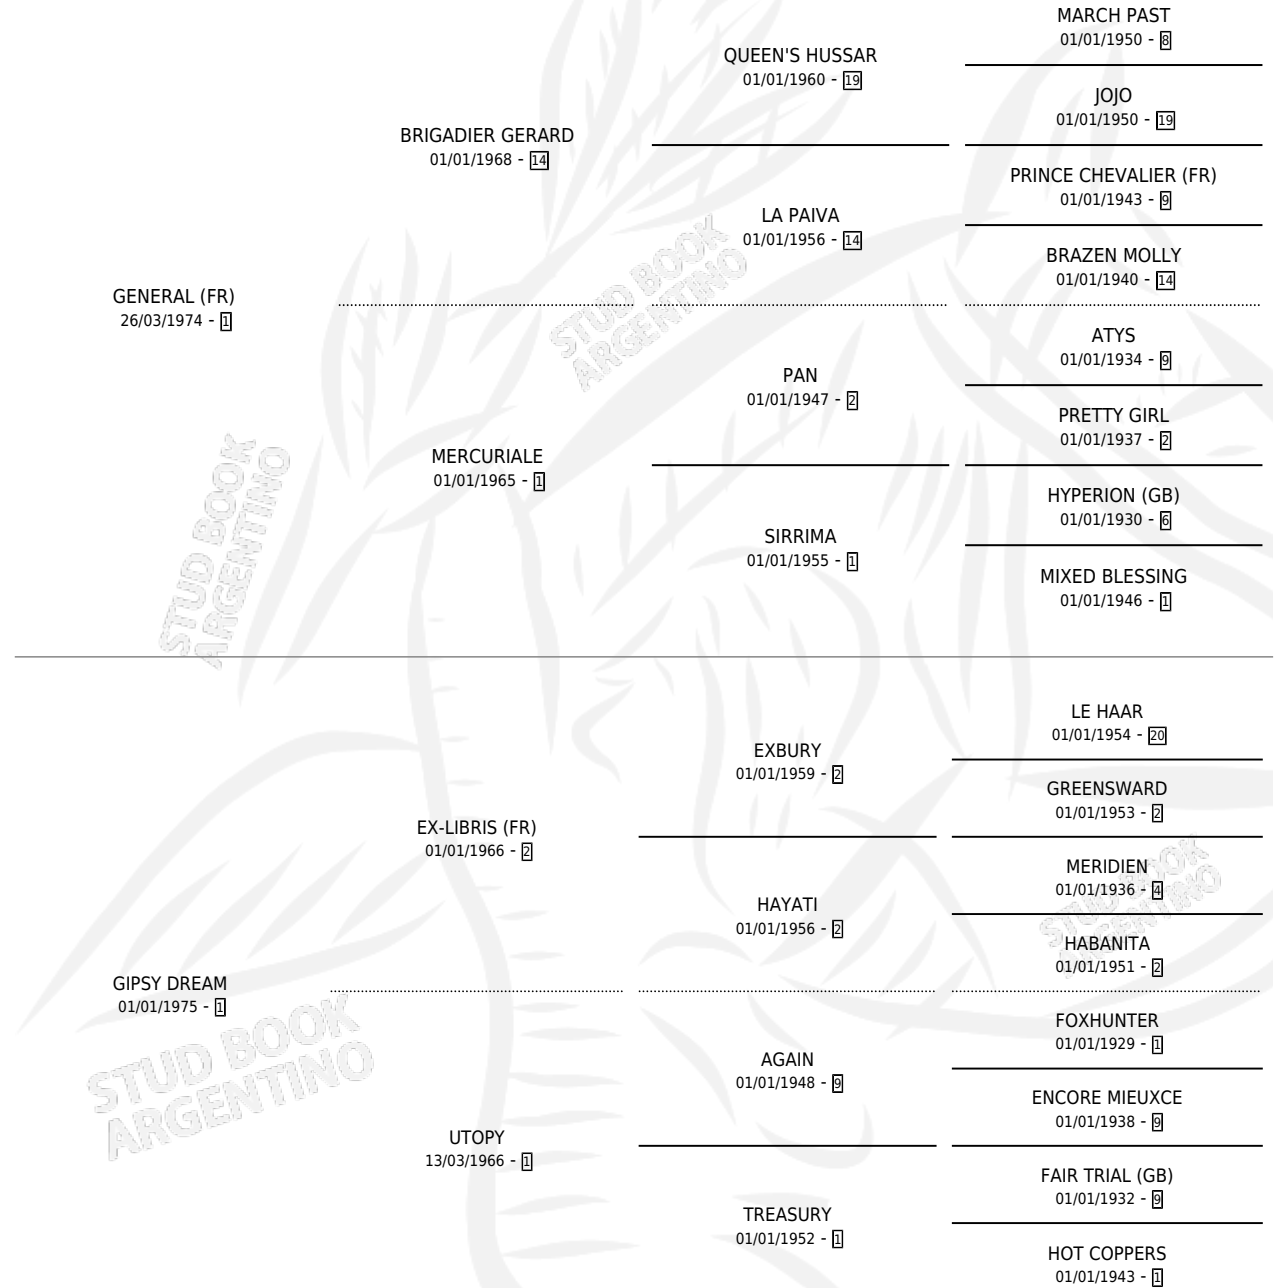 MARCH PAST
01/01/1950 - 8
QUEEN'S HUSSAR
01/01/1960 - 19
JOJO
01/01/1950 - 19
BRIGADIER GERARD
01/01/1968 - 14
PRINCE CHEVALIER (FR)
01/01/1943 - 9
LA PAIVA
01/01/1956 - 14
BRAZEN MOLLY
01/01/1940 - 14
GENERAL (FR)
26/03/1974 - 1
ATYS
01/01/1934 - 9
PAN
01/01/1947 - 2
PRETTY GIRL
01/01/1937 - 2
MERCURIALE
01/01/1965 - 1
HYPERION (GB)
01/01/1930 - 6
SIRRIMA
01/01/1955 - 1
MIXED BLESSING
01/01/1946 - 1
LE HAAR
01/01/1954 - 20
EXBURY
01/01/1959 - 2
GREENSWARD
01/01/1953 - 2
EX-LIBRIS (FR)
01/01/1966 - 2
MERIDIEN
01/01/1936 - 4
HAYATI
01/01/1956 - 2
HABANITA
01/01/1951 - 2
GIPSY DREAM
01/01/1975 - 1
FOXHUNTER
01/01/1929 - 1
AGAIN
01/01/1948 - 9
ENCORE MIEUXCE
01/01/1938 - 9
UTOPY
13/03/1966 - 1
FAIR TRIAL (GB)
01/01/1932 - 9
TREASURY
01/01/1952 - 1
HOT COPPERS
01/01/1943 - 1
STUD BOOK
ARGENTINO
STUD BOOK
ARGENTINO
STUD BOOK
ARGENTINO
STUD BOOK
ARGENTINO